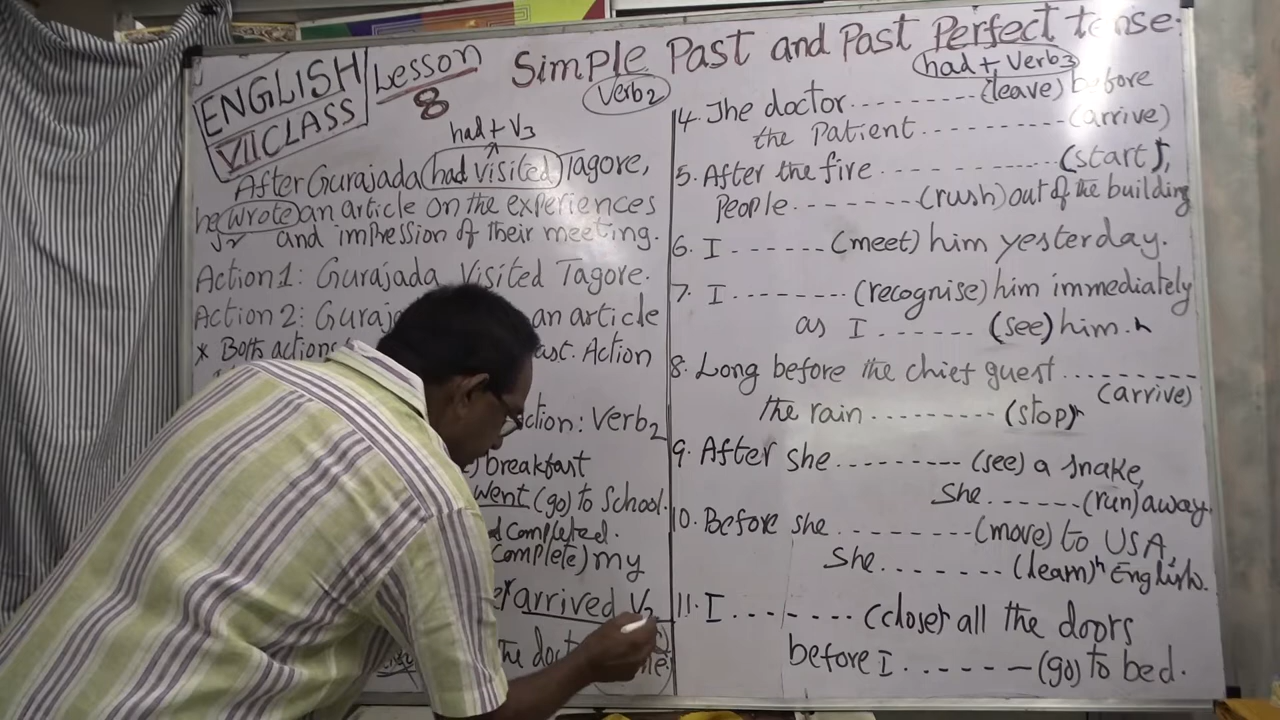 ENGLISH
VII CLASS
Lesson
8
Simple Past and Past Perfect tense
Verb2
had + Verb3
had + V3
After Gurajada had visited Tagore,
he wrote an article on the experiences
V2 and impression of their meeting.
Action 1: Gurajada Visited Tagore.
Action 2: an article
* Both actions Action
ction: Verb2
breakfast
went (go) to School.
d Completed.
Complete) my
arrived V2
The doct
4. The doctor .......... (leave) before
the Patient .......... (arrive)
5. After the fire .......... (start),
People .......... (rush) out of the building
6. I ...... (meet) him yesterday.
7. I ........ (recognise) him immediately
as I ...... (see) him.
8. Long before the chief guest ..........
(arrive)
the rain .......... (stop)
9. After she ......... (see) a snake,
She ...... (run) away.
10. Before she ........ (move) to USA,
She ........ (learn) English.
11. I ........ (close) all the doors
before I ....... (go) to bed.